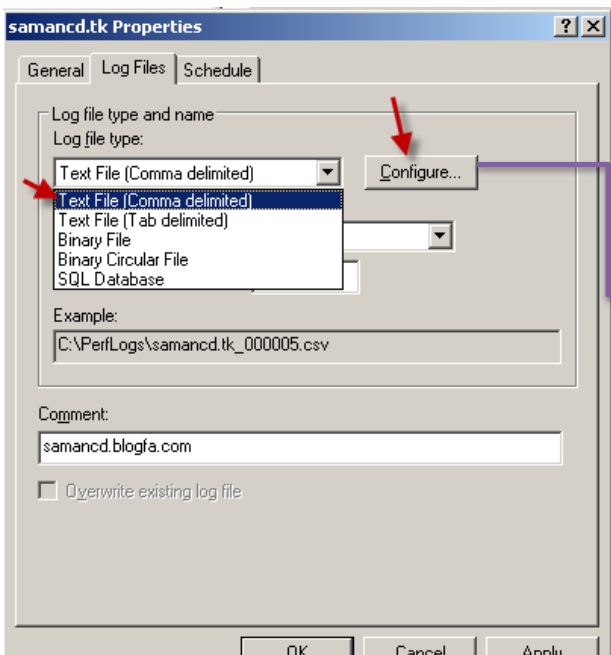 samancd.tk Properties ? X
General Log Files Schedule
Log file type and name
Log file type:
Text File (Comma delimited) Configure...
Text File (Comma delimited)
Text File (Tab delimited)
Binary File
Binary Circular File
SQL Database
Example:
C:\PerfLogs\samancd.tk_000005.csv
Comment:
samancd.blogfa.com
Overwrite existing log file
OK Cancel Apply